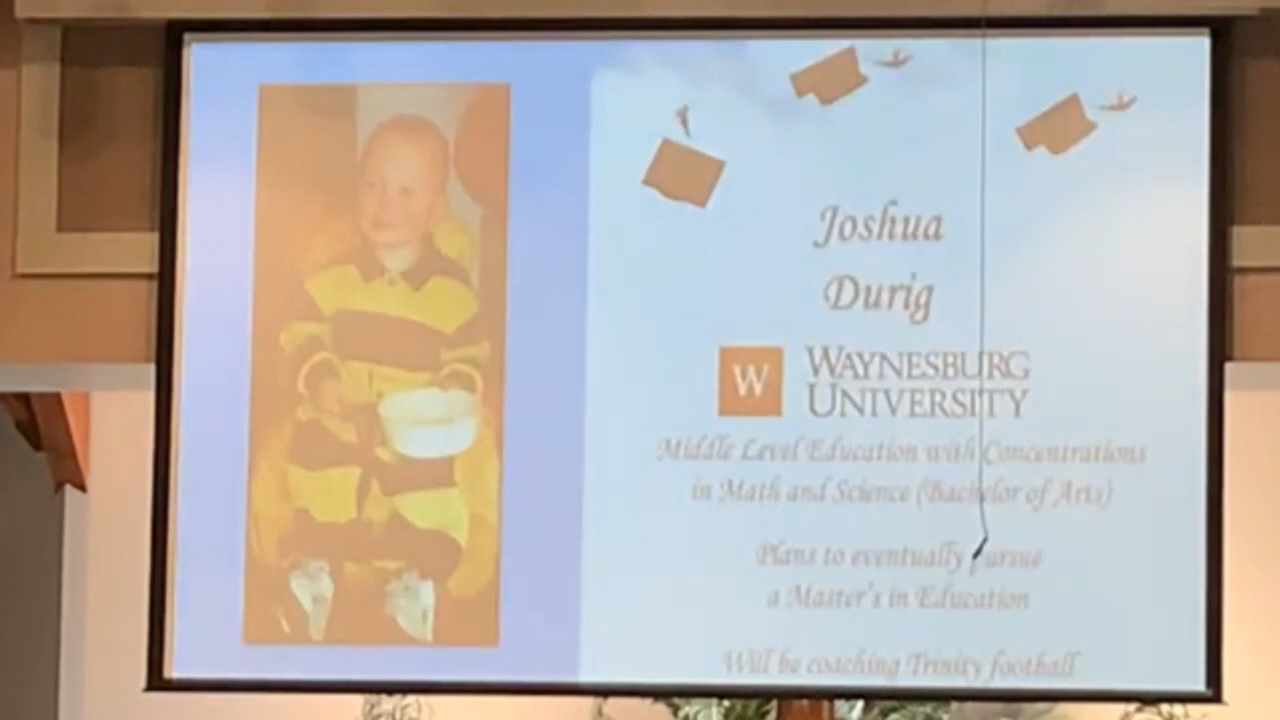 Joshua
Durig
W
WAYNESBURG
UNIVERSITY
Middle Level Education with Concentrations
in Math and Science (Bachelor of Arts)
Plans to eventually pursue
a Master's in Education
Will be coaching Trinity football